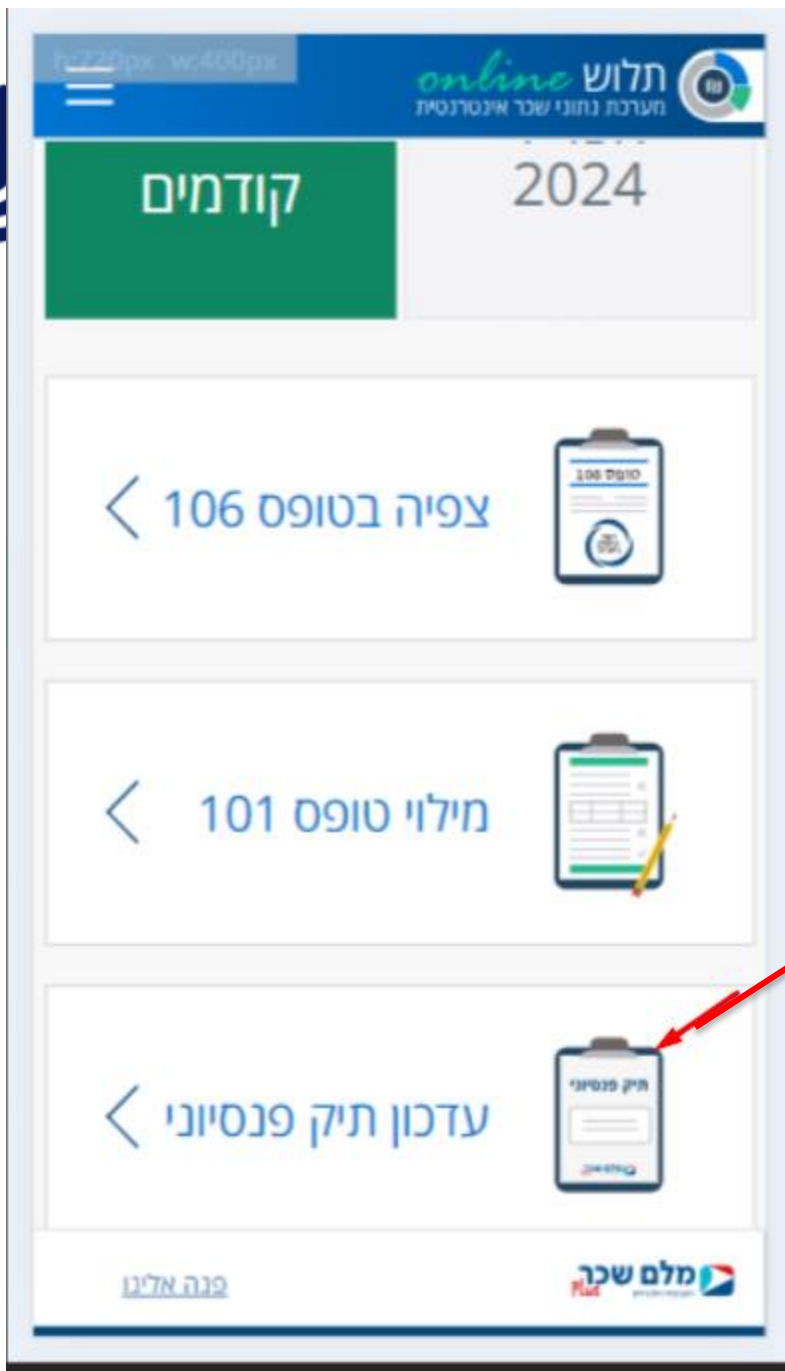 h:720px w:400px
תלוש online
מערכת נתוני שכר אינטרנטית
2024
קודמים
טופס 106
צפיה בטופס 106
מילוי טופס 101
תיק פנסיוני
עדכון תיק פנסיוני
מלם שכר
Plus
פנה אלינו